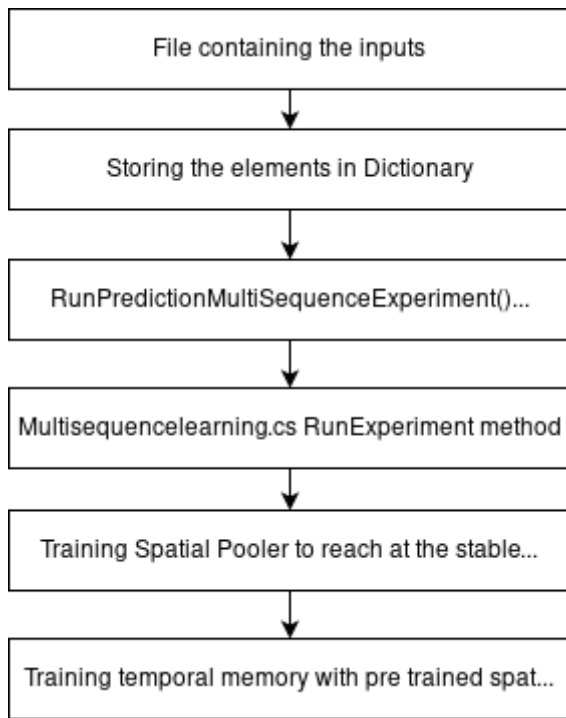 File containing the inputs
Storing the elements in Dictionary
RunPredictionMultiSequenceExperiment()...
Multisequencelearning.cs RunExperiment method
Training Spatial Pooler to reach at the stable...
Training temporal memory with pre trained spat...